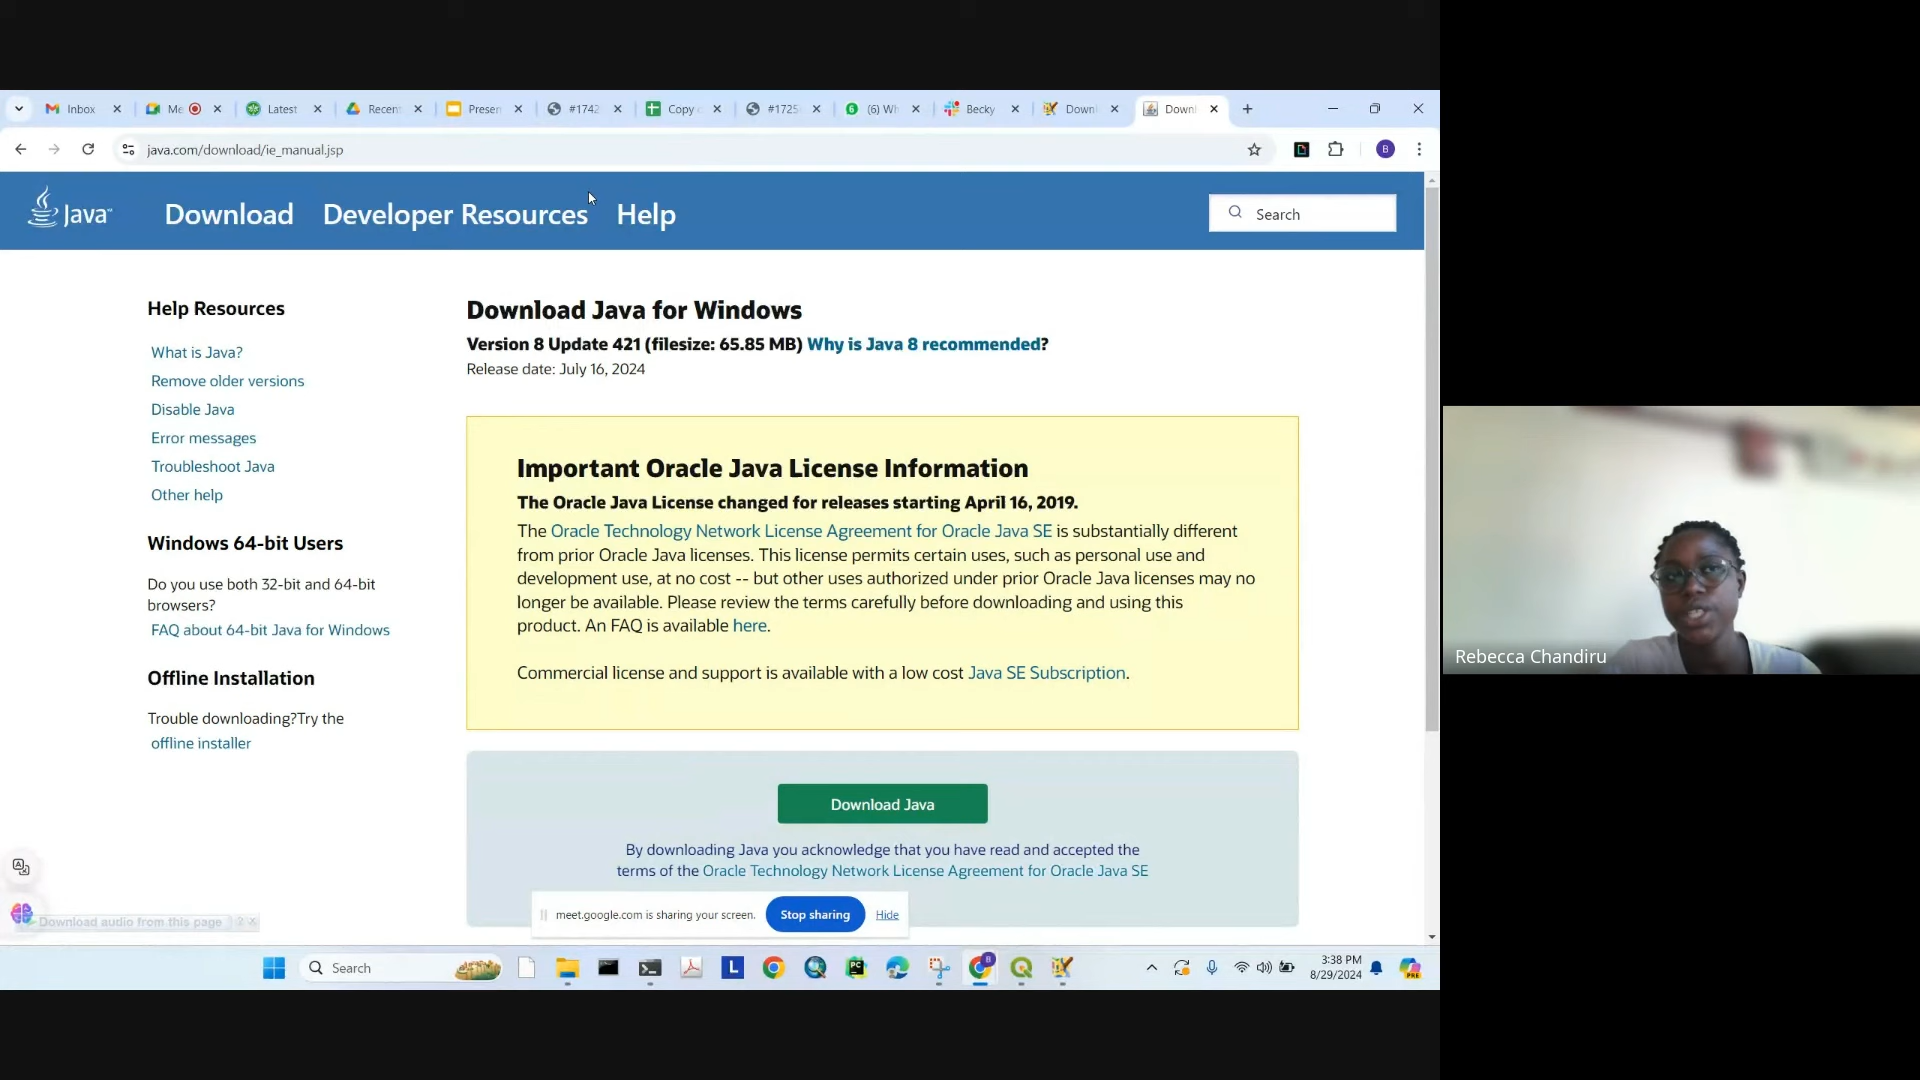 Inbox
Me
Latest
Recen
Presen
#1742
Copy
#1725
(6) Wh
Becky
Downl
Downl
java.com/download/ie_manual.jsp
B
Java
Download
Developer Resources
Help
Search
Help Resources
What is Java?
Remove older versions
Disable Java
Error messages
Troubleshoot Java
Other help
Windows 64-bit Users
Do you use both 32-bit and 64-bit
browsers?
FAQ about 64-bit Java for Windows
Offline Installation
Trouble downloading?Try the
offline installer
Download Java for Windows
Version 8 Update 421 (filesize: 65.85 MB) Why is Java 8 recommended?
Release date: July 16, 2024
Important Oracle Java License Information
The Oracle Java License changed for releases starting April 16, 2019.
The Oracle Technology Network License Agreement for Oracle Java SE is substantially different
from prior Oracle Java licenses. This license permits certain uses, such as personal use and
development use, at no cost -- but other uses authorized under prior Oracle Java licenses may no
longer be available. Please review the terms carefully before downloading and using this
product. An FAQ is available here.
Commercial license and support is available with a low cost Java SE Subscription.
Download Java
By downloading Java you acknowledge that you have read and accepted the
terms of the Oracle Technology Network License Agreement for Oracle Java SE
Download audio from this page ? X
meet.google.com is sharing your screen. Stop sharing Hide
Search
L
PC
3:38 PM
8/29/2024
PRE
Rebecca Chandiru